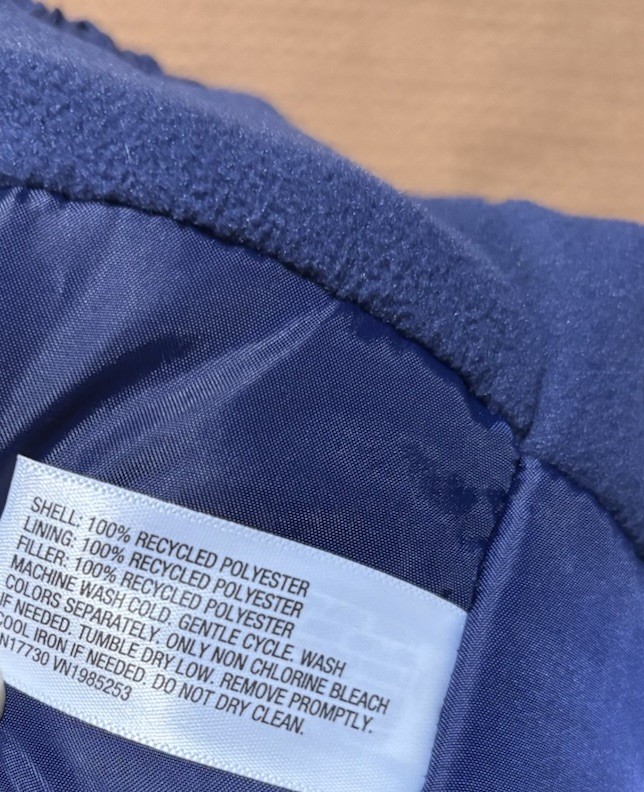 SHELL: 100% RECYCLED POLYESTER
LINING: 100% RECYCLED POLYESTER
FILLER: 100% RECYCLED POLYESTER
MACHINE WASH COLD. GENTLE CYCLE. WASH
COLORS SEPARATELY. ONLY NON CHLORINE BLEACH
IF NEEDED. TUMBLE DRY LOW. REMOVE PROMPTLY.
COOL IRON IF NEEDED DO NOT DRY CLEAN.
N17730 VN1985253